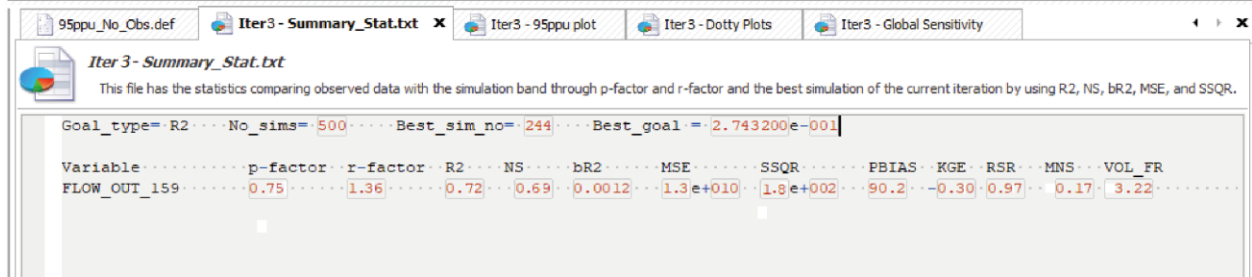 95ppu_No_Obs.def Iter3 - Summary_Stat.txt X Iter3 - 95ppu plot Iter3 - Dotty Plots Iter3 - Global Sensitivity X
Iter 3 - Summary_Stat.txt
This file has the statistics comparing observed data with the simulation band through p-factor and r-factor and the best simulation of the current iteration by using R2, NS, bR2, MSE, and SSQR.
Goal_type= R2 No_sims= 500 Best_sim_no= 244 Best_goal = 2.743200e-001
Variable p-factor r-factor R2 NS bR2 MSE SSQR PBIAS KGE RSR MNS VOL_FR
FLOW_OUT_159 0.75 1.36 0.72 0.69 0.0012 1.3e+010 1.8e+002 90.2 -0.30 0.97 0.17 3.22